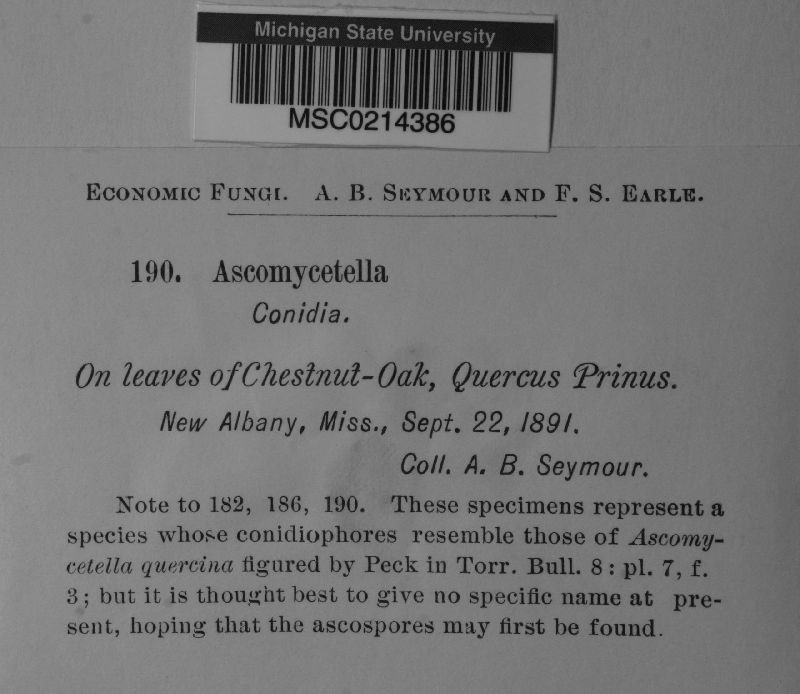 Michigan State University
MSC0214386
Economic Fungi. A. B. Seymour and F. S. Earle.
190. Ascomycetella
Conidia.
On leaves of Chestnut-Oak, Quercus Prinus.
New Albany, Miss., Sept. 22, 1891.
Coll. A. B. Seymour.
Note to 182, 186, 190. These specimens represent a
species whose conidiophores resemble those of Ascomy-
cetella quercina figured by Peck in Torr. Bull. 8: pl. 7, f.
3; but it is thought best to give no specific name at pre-
sent, hoping that the ascospores may first be found.